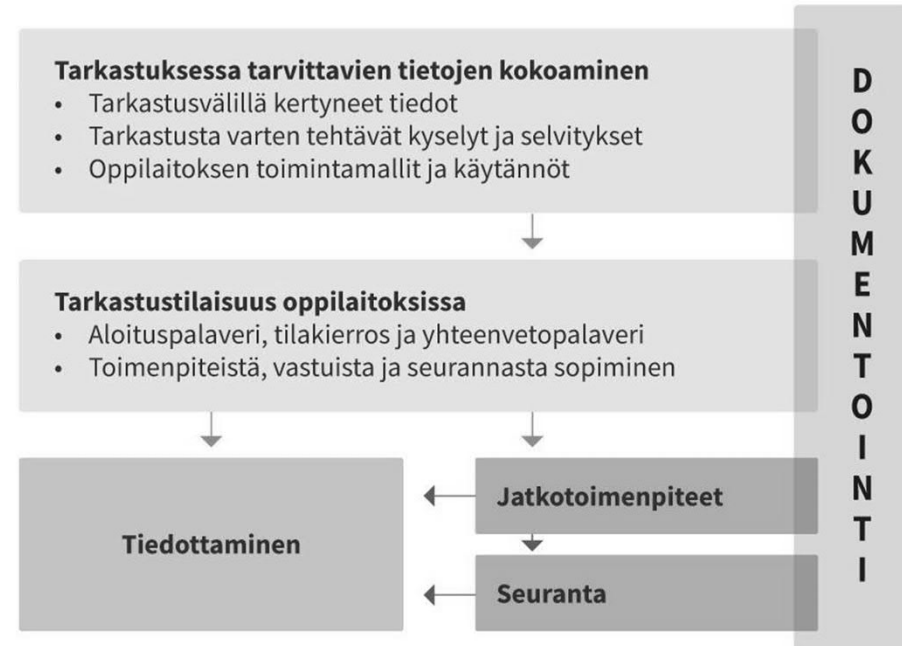 Tarkastuksessa tarvittavien tietojen kokoaminen
• Tarkastusvälillä kertyneet tiedot
• Tarkastusta varten tehtävät kyselyt ja selvitykset
• Oppilaitoksen toimintamallit ja käytännöt
Tarkastustilaisuus oppilaitoksissa
• Aloituspalaveri, tilakierros ja yhteenvetopalaveri
• Toimenpiteistä, vastuista ja seurannasta sopiminen
Tiedottaminen
Jatkotoimenpiteet
Seuranta
DOKUMENTOINTI